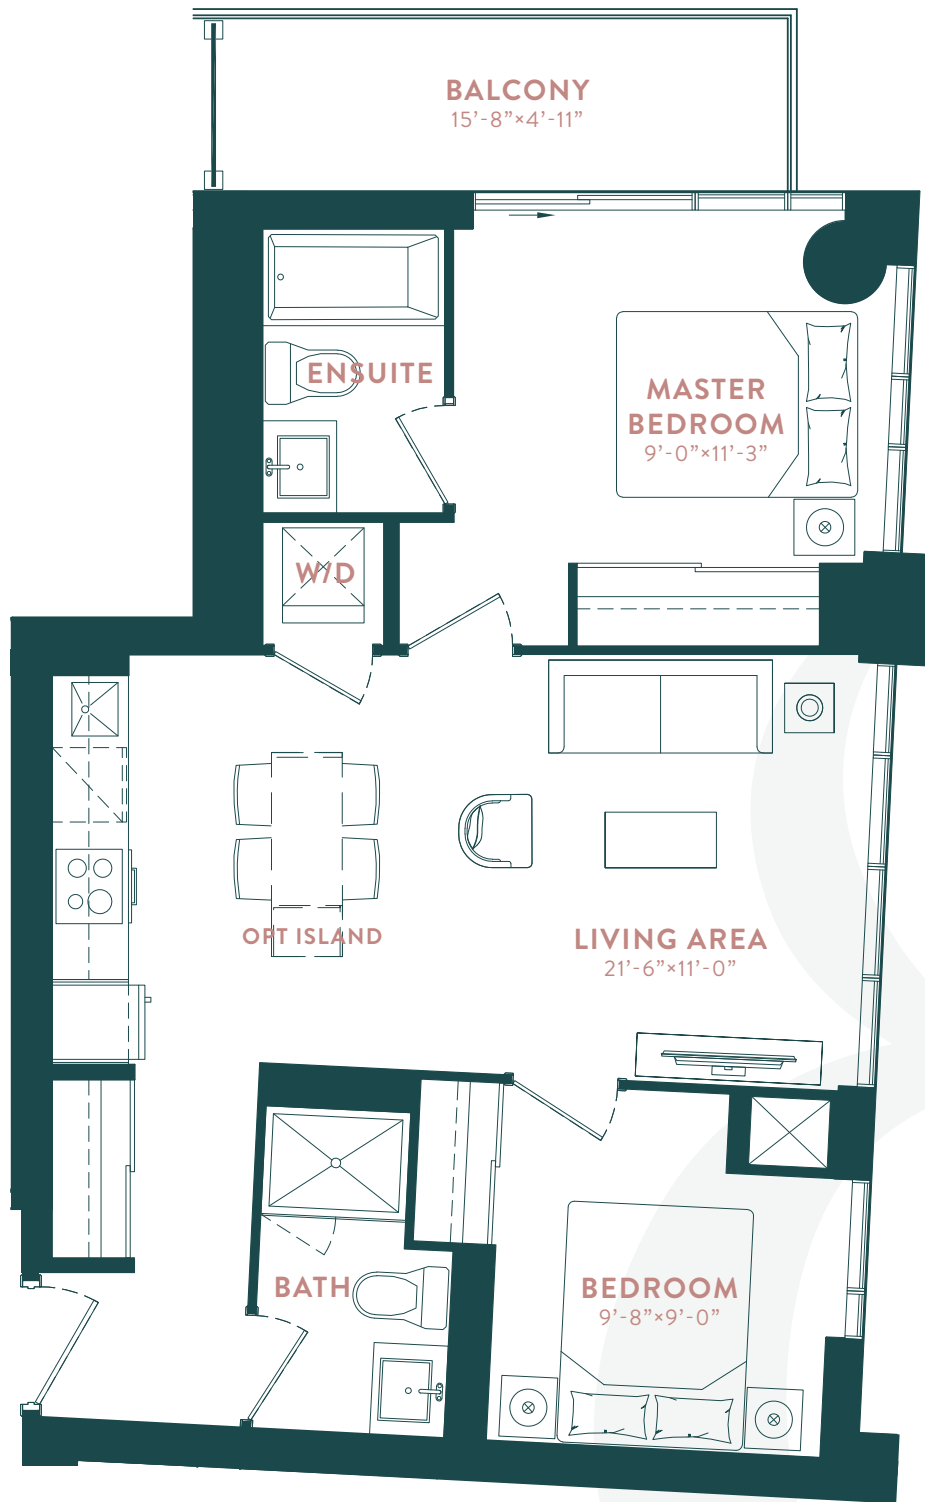 BALCONY
15’-8”×4’-11”
ENSUITE
MASTER
BEDROOM
9’-0”×11’-3”
W/D
OPT ISLAND
LIVING AREA
21’-6”×11’-0”
BATH
BEDROOM
9’-8”×9’-0”